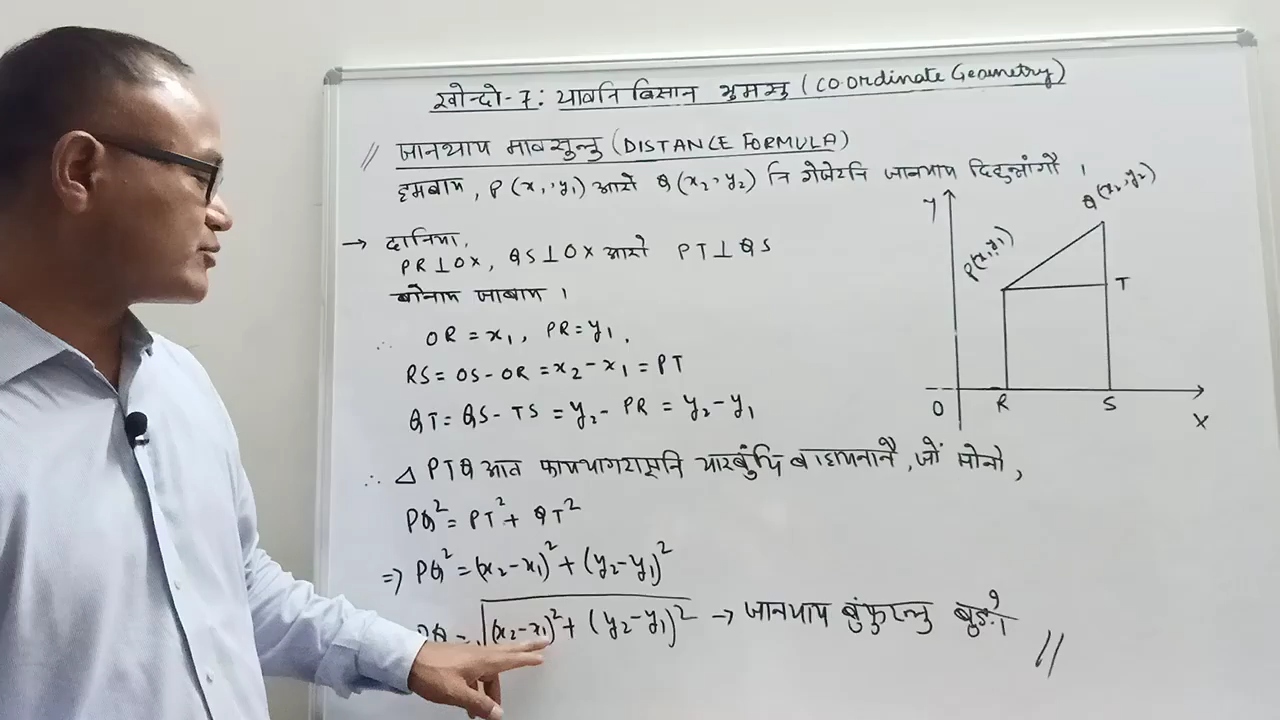 खोन्दो-7: थावनि बिसान भुमखु (CO-ORdinate Geometry)
// जानथाय मावसुन्थु (DISTANCE FORMULA)
P(x₁, y₁) आरो Q(x₂, y₂) नि गेजेरनि जानथाय
→ दानिया,
PR⊥OX, QS⊥OX आरो PT⊥QS
बोनाय जाबाय ।
∴ OR = x₁, PR = y₁,
RS = OS - OR = x₂ - x₁ = PT
QT = QS - TS = y₂ - PR = y₂ - y₁
∴ △ PTQ आव
PQ² = PT² + QT²
=> PQ² = (x₂-x₁)² + (y₂-y₁)²
PQ = √(x₂-x₁)² + (y₂-y₁)² → जानथाय
//
Y
Q(x₂, y₂)
P(x₁, y₁)
T
O R S
X